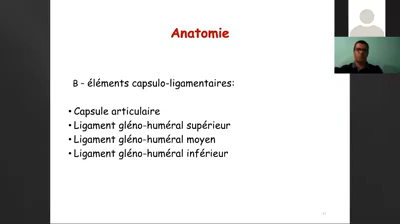 Anatomie
B - éléments capsulo-ligamentaires:
• Capsule articulaire
• Ligament gléno-huméral supérieur
• Ligament gléno-huméral moyen
• Ligament gléno-huméral inférieur